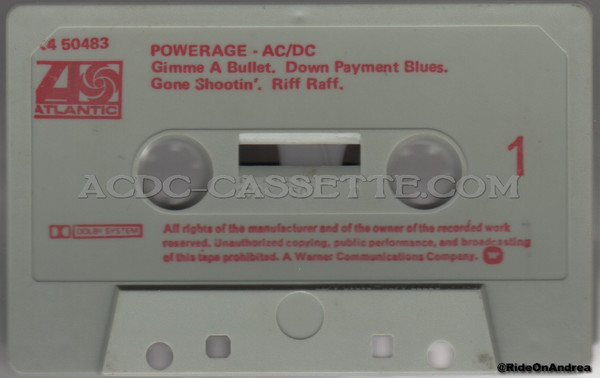 K4 50483
POWERAGE - AC/DC
Gimme A Bullet. Down Payment Blues.
Gone Shootin'. Riff Raff.
ATLANTIC
1
ACDC-CASSETTE.COM
DOLBY SYSTEM
All rights of the manufacturer and of the owner of the recorded work
reserved. Unauthorized copying, public performance, and broadcasting
of this tape prohibited. A Warner Communications Company.
@RideOnAndrea